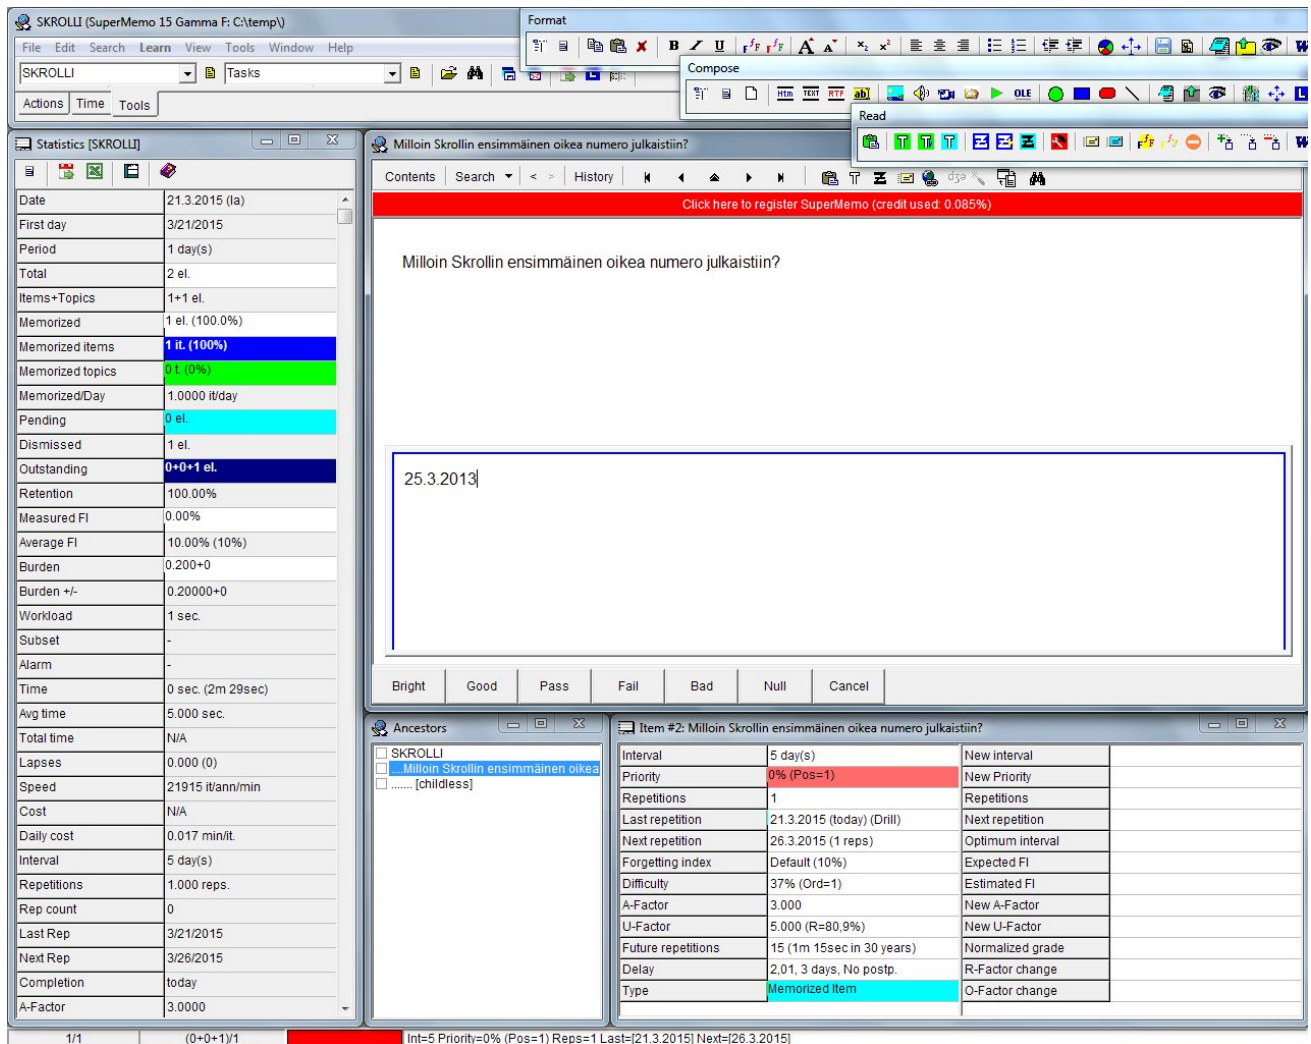 SKROLLI (SuperMemo 15 Gamma F: C:\temp\)
File Edit Search Learn View Tools Window Help
SKROLLI Tasks
Actions Time Tools
Format
B I U
Compose
Htm TEXT RTF OLE
Read
Statistics [SKROLLI]
Date 21.3.2015 (la)
First day 3/21/2015
Period 1 day(s)
Total 2 el.
Items+Topics 1+1 el.
Memorized 1 el. (100.0%)
Memorized items 1 it. (100%)
Memorized topics 0 t. (0%)
Memorized/Day 1.0000 it/day
Pending 0 el.
Dismissed 1 el.
Outstanding 0+0+1 el.
Retention 100.00%
Measured FI 0.00%
Average FI 10.00% (10%)
Burden 0.200+0
Burden +/- 0.20000+0
Workload 1 sec.
Subset -
Alarm -
Time 0 sec. (2m 29sec)
Avg time 5.000 sec.
Total time N/A
Lapses 0.000 (0)
Speed 21915 it/ann/min
Cost N/A
Daily cost 0.017 min/it.
Interval 5 day(s)
Repetitions 1.000 reps.
Rep count 0
Last Rep 3/21/2015
Next Rep 3/26/2015
Completion today
A-Factor 3.0000
Milloin Skrollin ensimmäinen oikea numero julkaistiin?
Contents Search < > History
Click here to register SuperMemo (credit used: 0.085%)
Milloin Skrollin ensimmäinen oikea numero julkaistiin?
25.3.2013
Bright Good Pass Fail Bad Null Cancel
Ancestors
SKROLLI
....Milloin Skrollin ensimmäinen oikea
....... [childless]
Item #2: Milloin Skrollin ensimmäinen oikea numero julkaistiin?
Interval 5 day(s) New interval
Priority 0% (Pos=1) New Priority
Repetitions 1 Repetitions
Last repetition 21.3.2015 (today) (Drill) Next repetition
Next repetition 26.3.2015 (1 reps) Optimum interval
Forgetting index Default (10%) Expected FI
Difficulty 37% (Ord=1) Estimated FI
A-Factor 3.000 New A-Factor
U-Factor 5.000 (R=80,9%) New U-Factor
Future repetitions 15 (1m 15sec in 30 years) Normalized grade
Delay 2,01, 3 days, No postp. R-Factor change
Type Memorized Item O-Factor change
1/1 (0+0+1)/1 Int=5 Priority=0% (Pos=1) Reps=1 Last=[21.3.2015] Next=[26.3.2015]